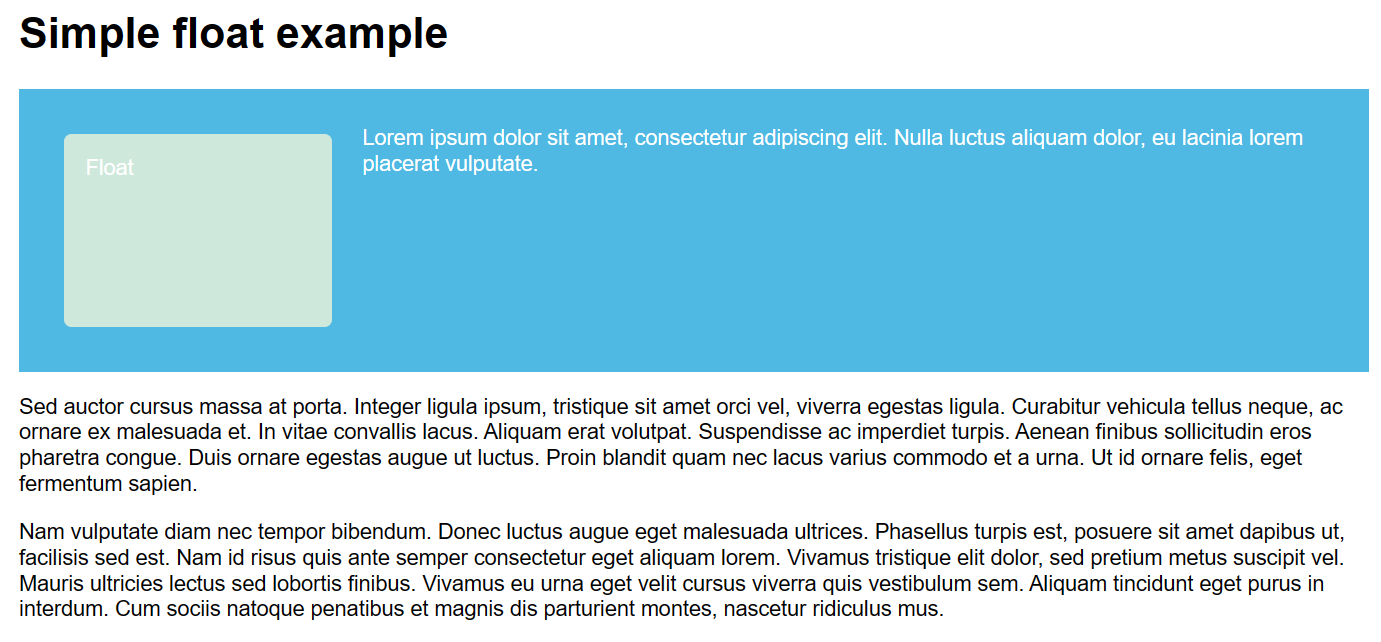 Simple float example
Float
Lorem ipsum dolor sit amet, consectetur adipiscing elit. Nulla luctus aliquam dolor, eu lacinia lorem
placerat vulputate.
Sed auctor cursus massa at porta. Integer ligula ipsum, tristique sit amet orci vel, viverra egestas ligula. Curabitur vehicula tellus neque, ac
ornare ex malesuada et. In vitae convallis lacus. Aliquam erat volutpat. Suspendisse ac imperdiet turpis. Aenean finibus sollicitudin eros
pharetra congue. Duis ornare egestas augue ut luctus. Proin blandit quam nec lacus varius commodo et a urna. Ut id ornare felis, eget
fermentum sapien.
Nam vulputate diam nec tempor bibendum. Donec luctus augue eget malesuada ultrices. Phasellus turpis est, posuere sit amet dapibus ut,
facilisis sed est. Nam id risus quis ante semper consectetur eget aliquam lorem. Vivamus tristique elit dolor, sed pretium metus suscipit vel.
Mauris ultricies lectus sed lobortis finibus. Vivamus eu urna eget velit cursus viverra quis vestibulum sem. Aliquam tincidunt eget purus in
interdum. Cum sociis natoque penatibus et magnis dis parturient montes, nascetur ridiculus mus.